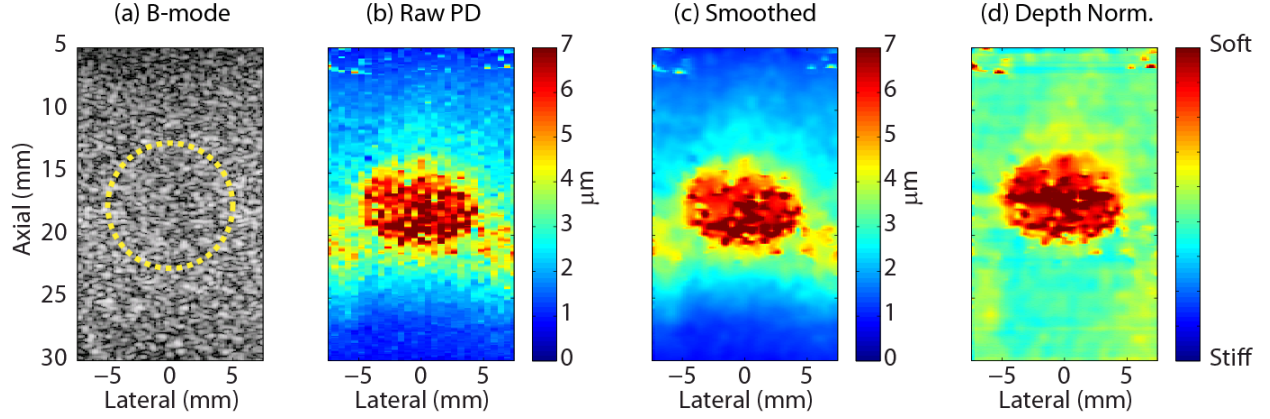 (a) B-mode
(b) Raw PD
(c) Smoothed
(d) Depth Norm.
5
10
15
20
25
30
Axial (mm)
−5 0 5
Lateral (mm)
−5 0 5
Lateral (mm)
7
6
5
4
3
2
1
0
μm
−5 0 5
Lateral (mm)
7
6
5
4
3
2
1
0
μm
−5 0 5
Lateral (mm)
Soft
Stiff